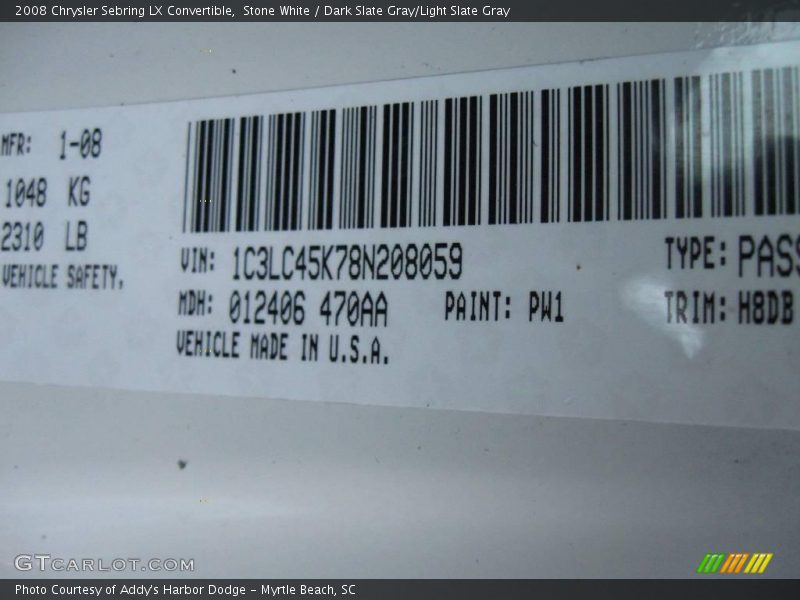 2008 Chrysler Sebring LX Convertible,  Stone White / Dark Slate Gray/Light Slate Gray
MFR: 1-08
1048 KG
2310 LB
VEHICLE SAFETY.
VIN: 1C3LC45K78N208059
TYPE: PASS
MDH: 012406 470AA
PAINT: PW1
TRIM: H8DB
VEHICLE MADE IN U.S.A.
GTCARLOT.COM
Photo Courtesy of Addy's Harbor Dodge - Myrtle Beach, SC